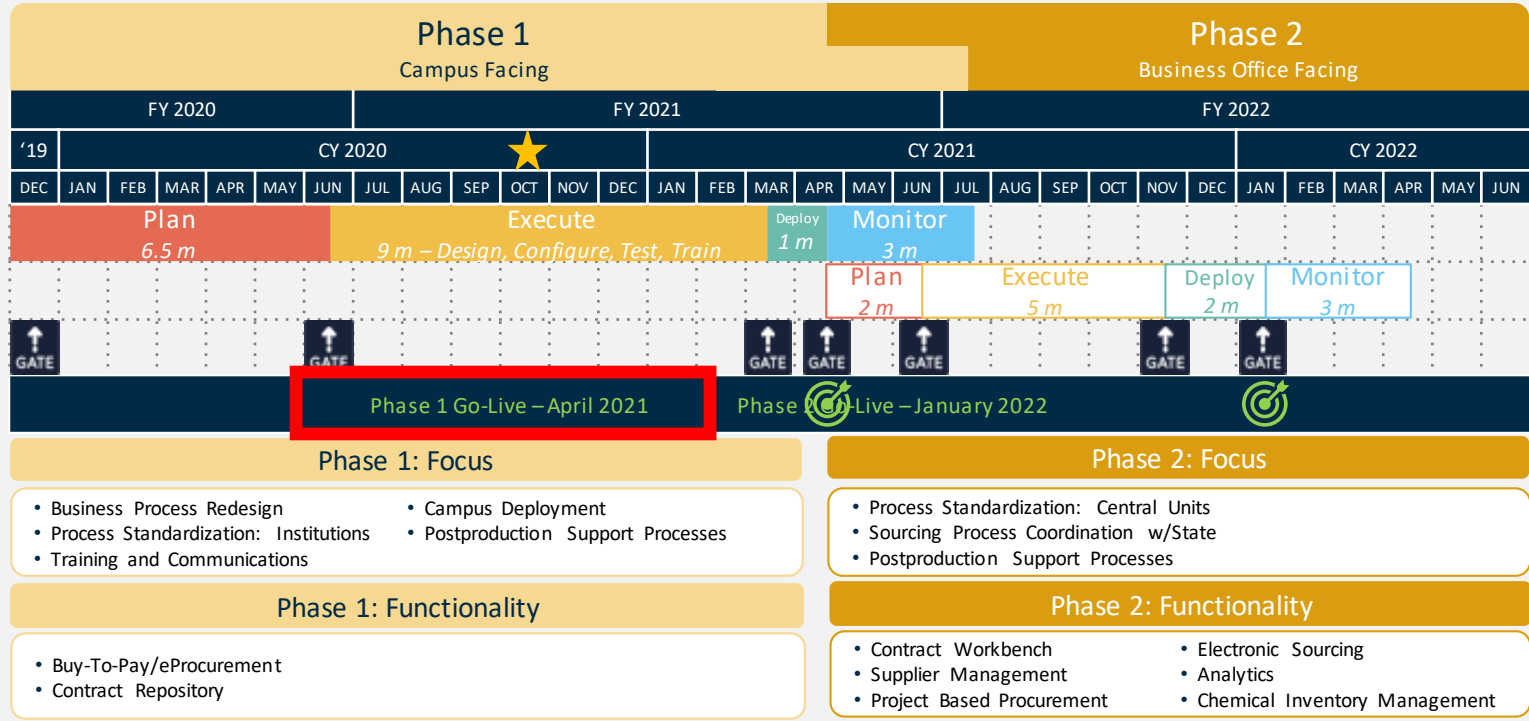 Phase 1
Campus Facing
Phase 2
Business Office Facing
FY 2020
FY 2021
FY 2022
‘19
CY 2020
CY 2021
CY 2022
DEC JAN FEB MAR APR MAY JUN JUL AUG SEP OCT NOV DEC JAN FEB MAR APR MAY JUN JUL AUG SEP OCT NOV DEC JAN FEB MAR APR MAY JUN
Plan
6.5 m
Execute
9 m – Design, Configure, Test, Train
Deploy
1 m
Monitor
3 m
Plan
2 m
Execute
5 m
Deploy
2 m
Monitor
3 m
GATE
GATE
GATE
GATE
GATE
GATE
GATE
Phase 1 Go-Live – April 2021
Phase 2 Go-Live – January 2022
Phase 1: Focus
• Business Process Redesign
• Process Standardization: Institutions
• Training and Communications
• Campus Deployment
• Postproduction Support Processes
Phase 2: Focus
• Process Standardization: Central Units
• Sourcing Process Coordination w/State
• Postproduction Support Processes
Phase 1: Functionality
• Buy-To-Pay/eProcurement
• Contract Repository
Phase 2: Functionality
• Contract Workbench
• Supplier Management
• Project Based Procurement
• Electronic Sourcing
• Analytics
• Chemical Inventory Management